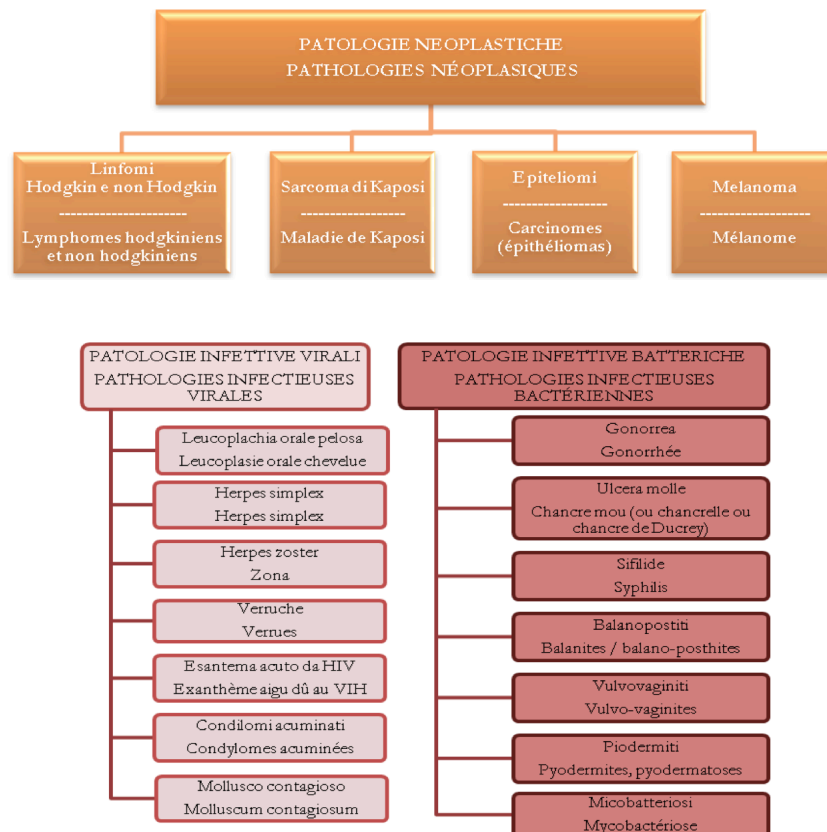 PATOLOGIE NEOPLASTICHE
PATHOLOGIES NÉOPLASIQUES
Linfomi
Hodgkin e non Hodgkin
----------------------
Lymphomes hodgkiniens
et non hodgkiniens
Sarcoma di Kaposi
------------------
Maladie de Kaposi
Epiteliomi
------------------
Carcinomes
(épithéliomas)
Melanoma
-------------------
Mélanome
PATOLOGIE INFETTIVE VIRALI
PATHOLOGIES INFECTIEUSES
VIRALES
Leucoplachia orale pelosa
Leucoplasie orale chevelue
Herpes simplex
Herpes simplex
Herpes zoster
Zona
Verruche
Verrues
Esantema acuto da HIV
Exanthème aigu dû au VIH
Condilomi acuminati
Condylomes acuminées
Mollusco contagioso
Molluscum contagiosum
PATOLOGIE INFETTIVE BATTERICHE
PATHOLOGIES INFECTIEUSES
BACTÉRIENNES
Gonorrea
Gonorrhée
Ulcera molle
Chancre mou (ou chancrelle ou
chancre de Ducrey)
Sifilide
Syphilis
Balanopostiti
Balanites / balano-posthites
Vulvovaginiti
Vulvo-vaginites
Piodermiti
Pyodermites, pyodermatoses
Micobatteriosi
Mycobactériose